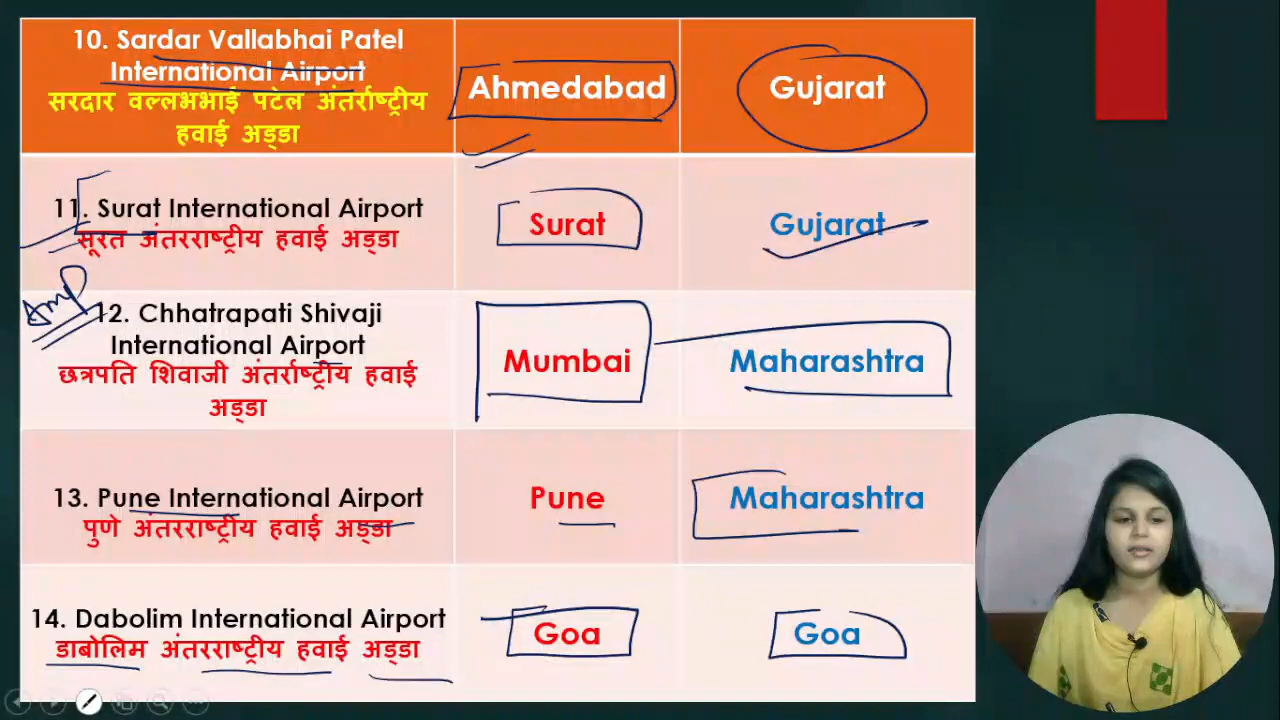 10. Sardar Vallabhai Patel
International Airport
सरदार वल्लभभाई पटेल अंतर्राष्ट्रीय
हवाई अड्डा
Ahmedabad
Gujarat
11. Surat International Airport
सूरत अंतरराष्ट्रीय हवाई अड्डा
Surat
Gujarat
Imp
12. Chhatrapati Shivaji
International Airport
छत्रपति शिवाजी अंतर्राष्ट्रीय हवाई
अड्डा
Mumbai
Maharashtra
13. Pune International Airport
पुणे अंतरराष्ट्रीय हवाई अड्डा
Pune
Maharashtra
14. Dabolim International Airport
डाबोलिम अंतरराष्ट्रीय हवाई अड्डा
Goa
Goa